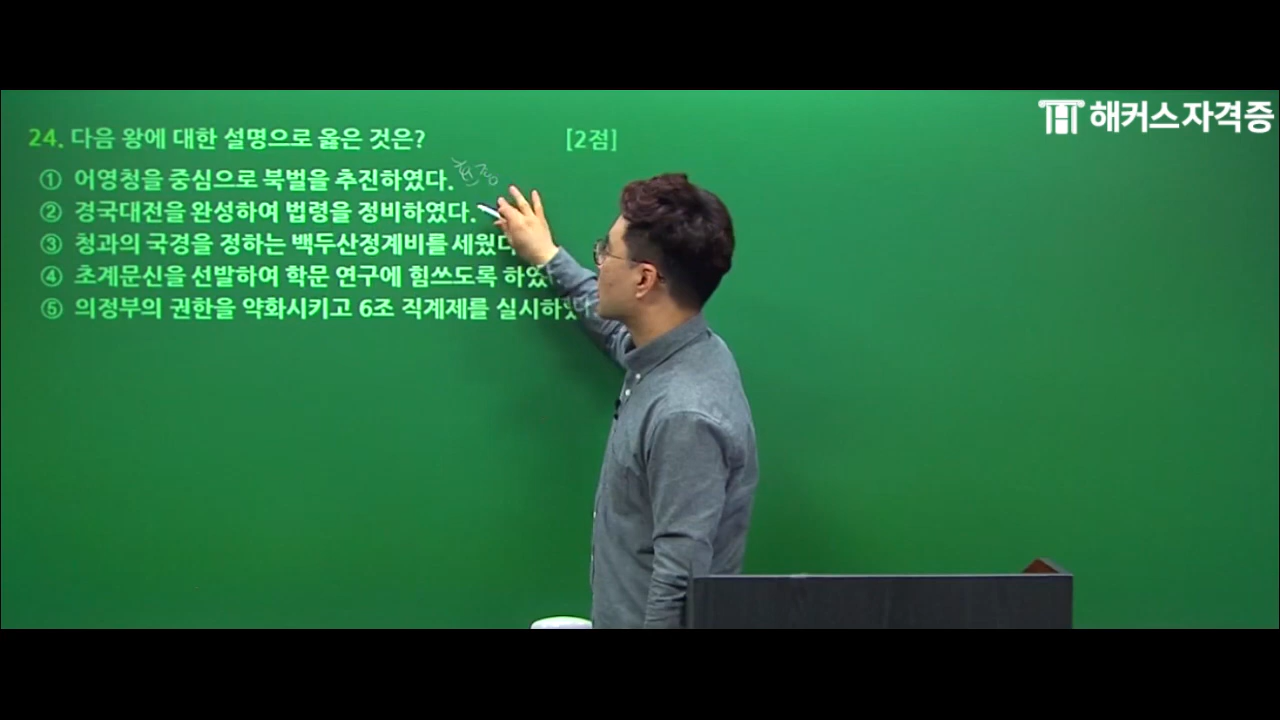 해커스자격증
24. 다음 왕에 대한 설명으로 옳은 것은? [2점]
① 어영청을 중심으로 북벌을 추진하였다. 효종
② 경국대전을 완성하여 법령을 정비하였다.
③ 청과의 국경을 정하는 백두산정계비를 세웠다
④ 초계문신을 선발하여 학문 연구에 힘쓰도록 하였
⑤ 의정부의 권한을 약화시키고 6조 직계제를 실시하였다